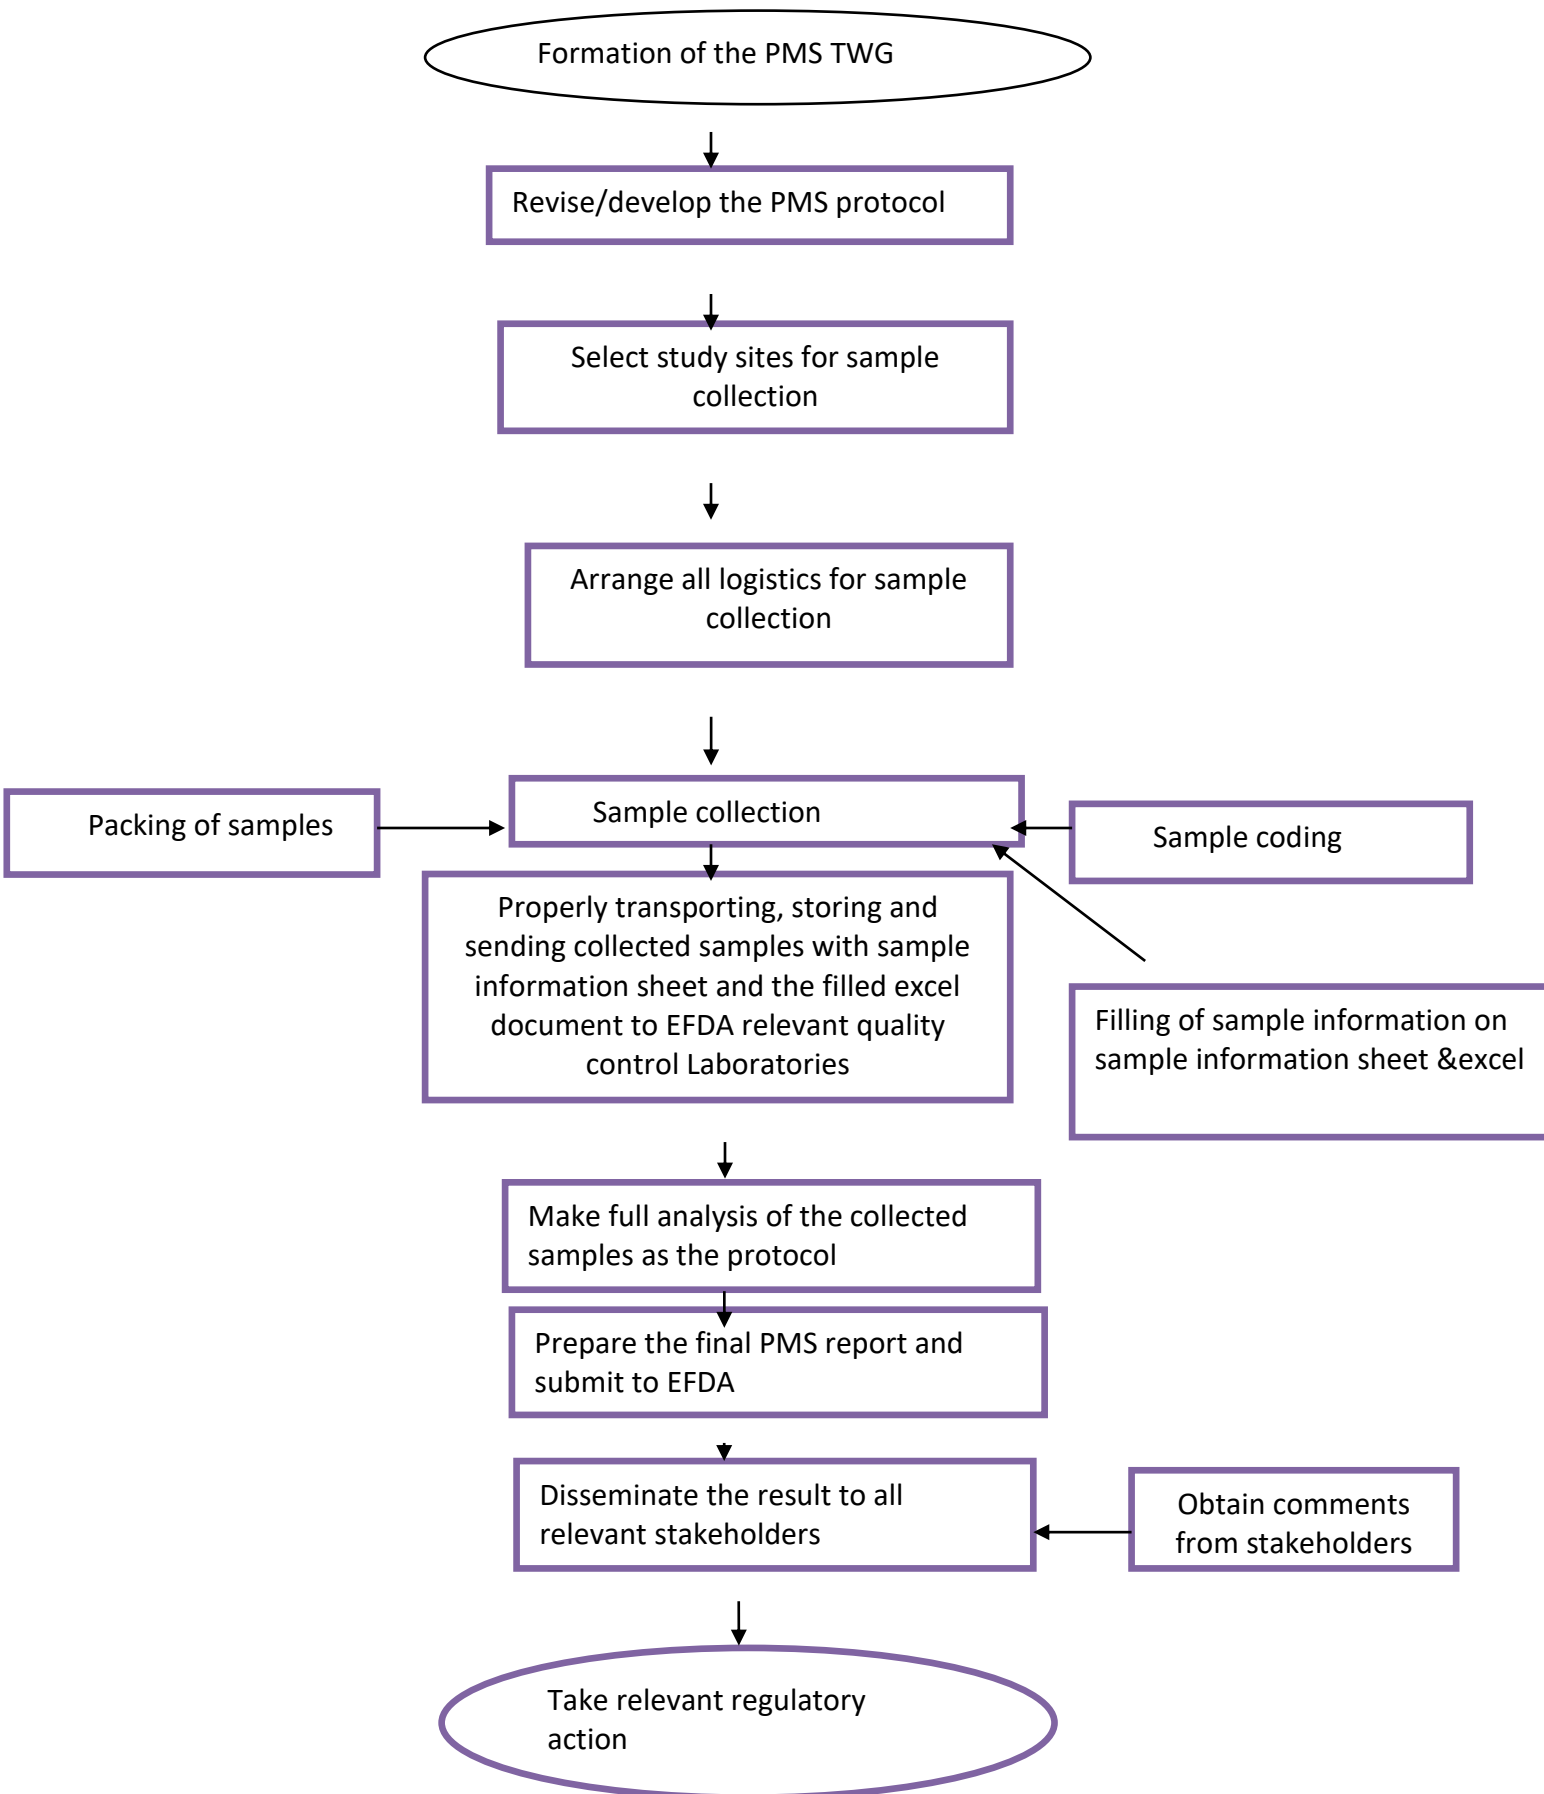 Formation of the PMS TWG
Revise/develop the PMS protocol
Select study sites for sample
collection
Arrange all logistics for sample
collection
Packing of samples
Sample collection
Sample coding
Properly transporting, storing and
sending collected samples with sample
information sheet and the filled excel
document to EFDA relevant quality
control Laboratories
Filling of sample information on
sample information sheet &excel
Make full analysis of the collected
samples as the protocol
Prepare the final PMS report and
submit to EFDA
Disseminate the result to all
relevant stakeholders
Obtain comments
from stakeholders
Take relevant regulatory
action